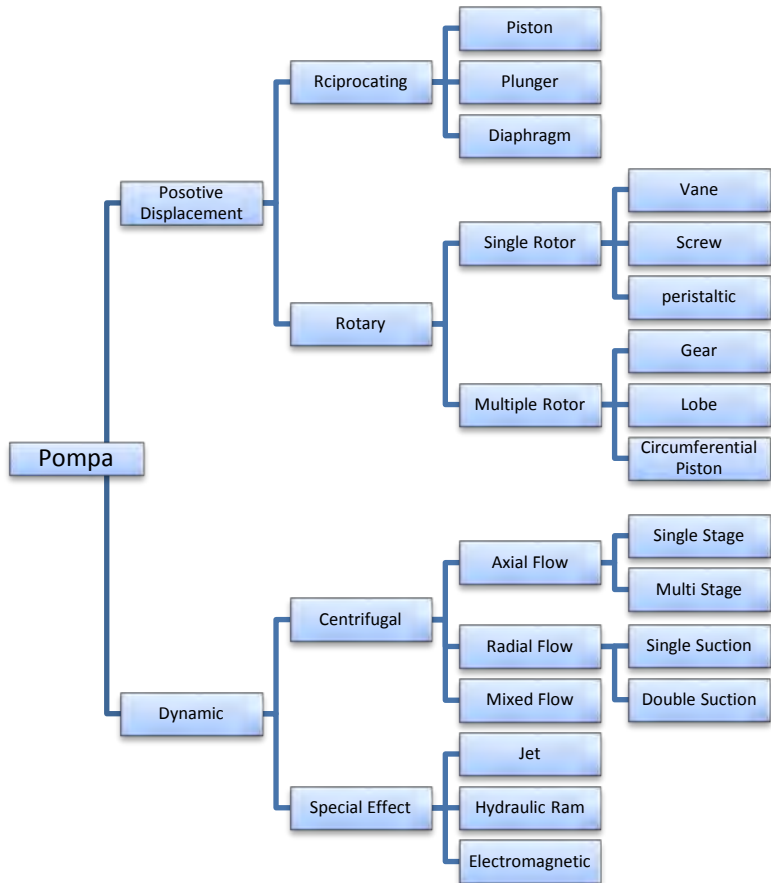 Pompa
Posotive
Displacement
Rciprocating
Piston
Plunger
Diaphragm
Rotary
Single Rotor
Vane
Screw
peristaltic
Multiple Rotor
Gear
Lobe
Circumferential
Piston
Dynamic
Centrifugal
Axial Flow
Single Stage
Multi Stage
Radial Flow
Single Suction
Double Suction
Mixed Flow
Special Effect
Jet
Hydraulic Ram
Electromagnetic